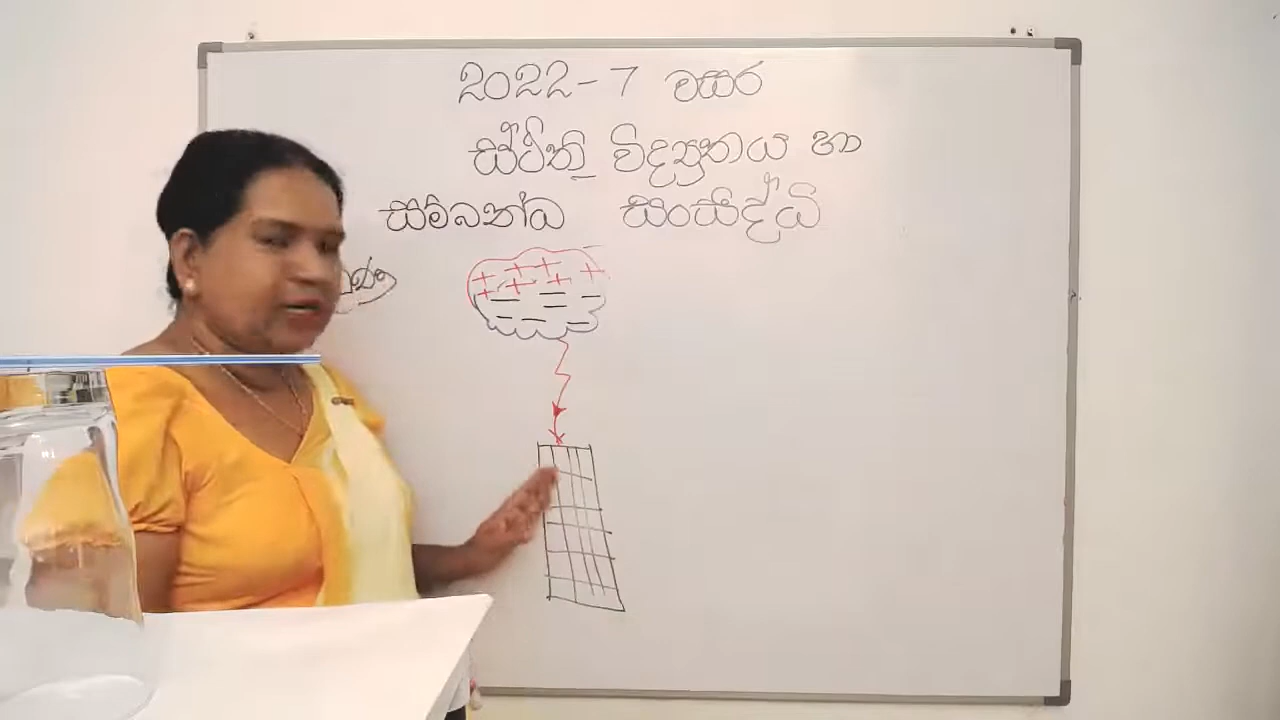 2022-7 වසර
ස්ථිති විද්‍යුතය හා
සම්බන්ධ සංසිද්ධි